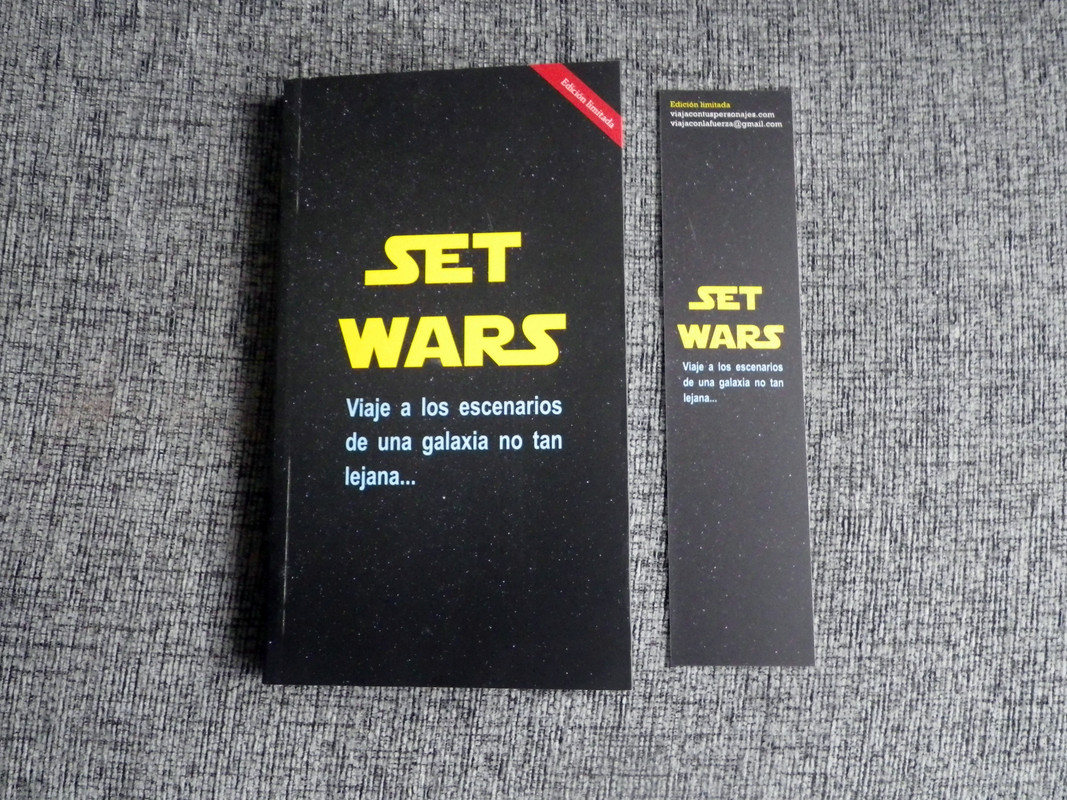 Edición limitada
SET
WARS
Viaje a los escenarios
de una galaxia no tan
lejana...
Edición limitada
viajacontuspersonajes.com
viajaconlafuerza@gmail.com
SET
WARS
Viaje a los escenarios
de una galaxia no tan
lejana...